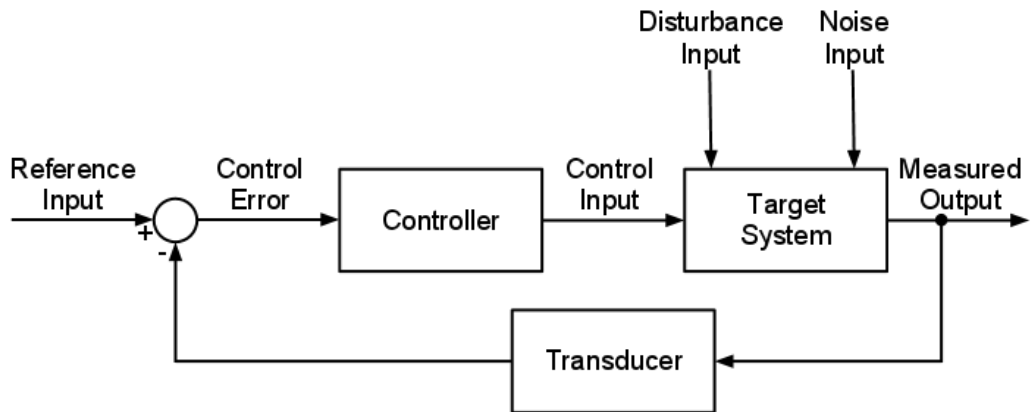 Disturbance
Input
Noise
Input
Reference
Input
Control
Error
Controller
Control
Input
Target
System
Measured
Output
+
-
Transducer